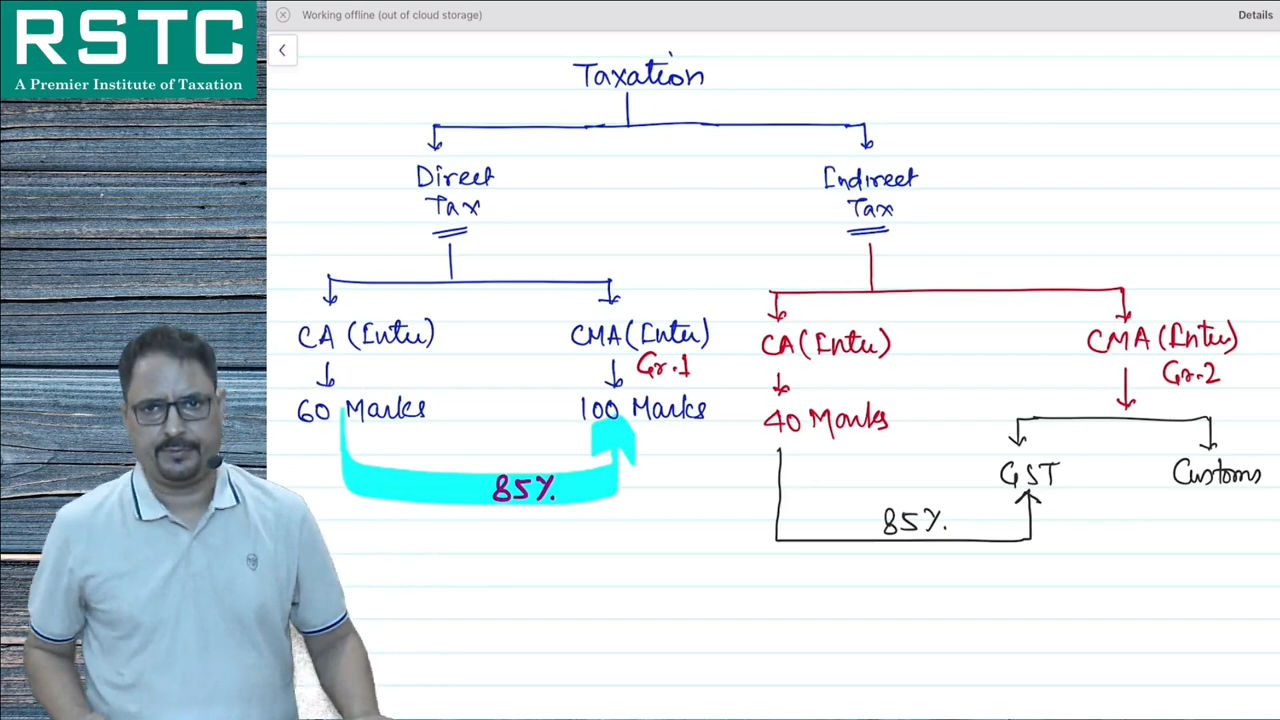 RSTC
A Premier Institute of Taxation
Working offline (out of cloud storage)
Details
Taxation
Direct
Tax
Indirect
Tax
CA (Inter)
CMA (Inter)
Gr.1
60 Marks
100 Marks
85%
CA (Inter)
CMA (Inter)
Gr.2
40 Marks
GST
Customs
85%